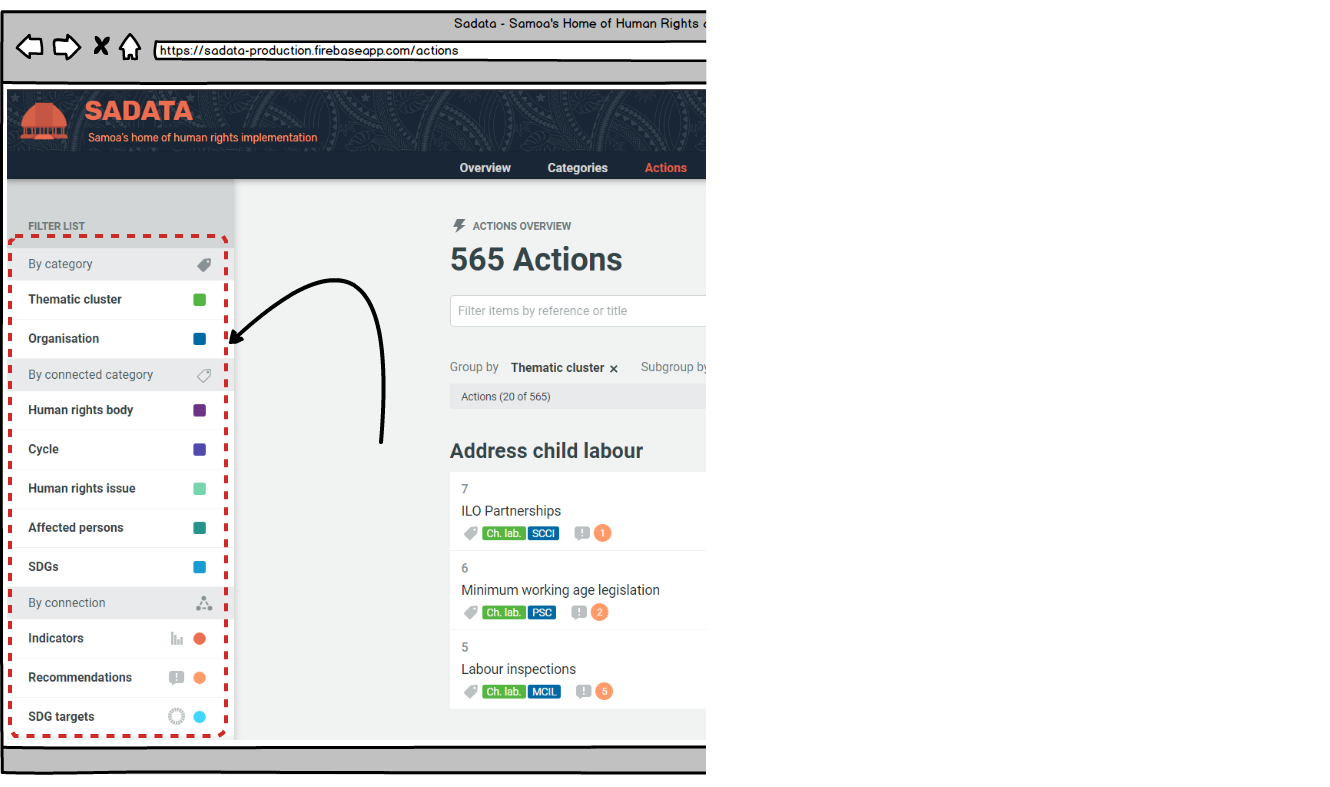 Sadata - Samoa's Home of Human Rights
https://sadata-production.firebaseapp.com/actions
SADATA
Samoa's home of human rights implementation
Overview Categories Actions
FILTER LIST
By category
Thematic cluster
Organisation
By connected category
Human rights body
Cycle
Human rights issue
Affected persons
SDGs
By connection
Indicators
Recommendations
SDG targets
ACTIONS OVERVIEW
565 Actions
Filter items by reference or title
Group by Thematic cluster × Subgroup by
Actions (20 of 565)
Address child labour
7
ILO Partnerships
Ch. lab. SCCI ! 1
6
Minimum working age legislation
Ch. lab. PSC ! 2
5
Labour inspections
Ch. lab. MCIL ! 5